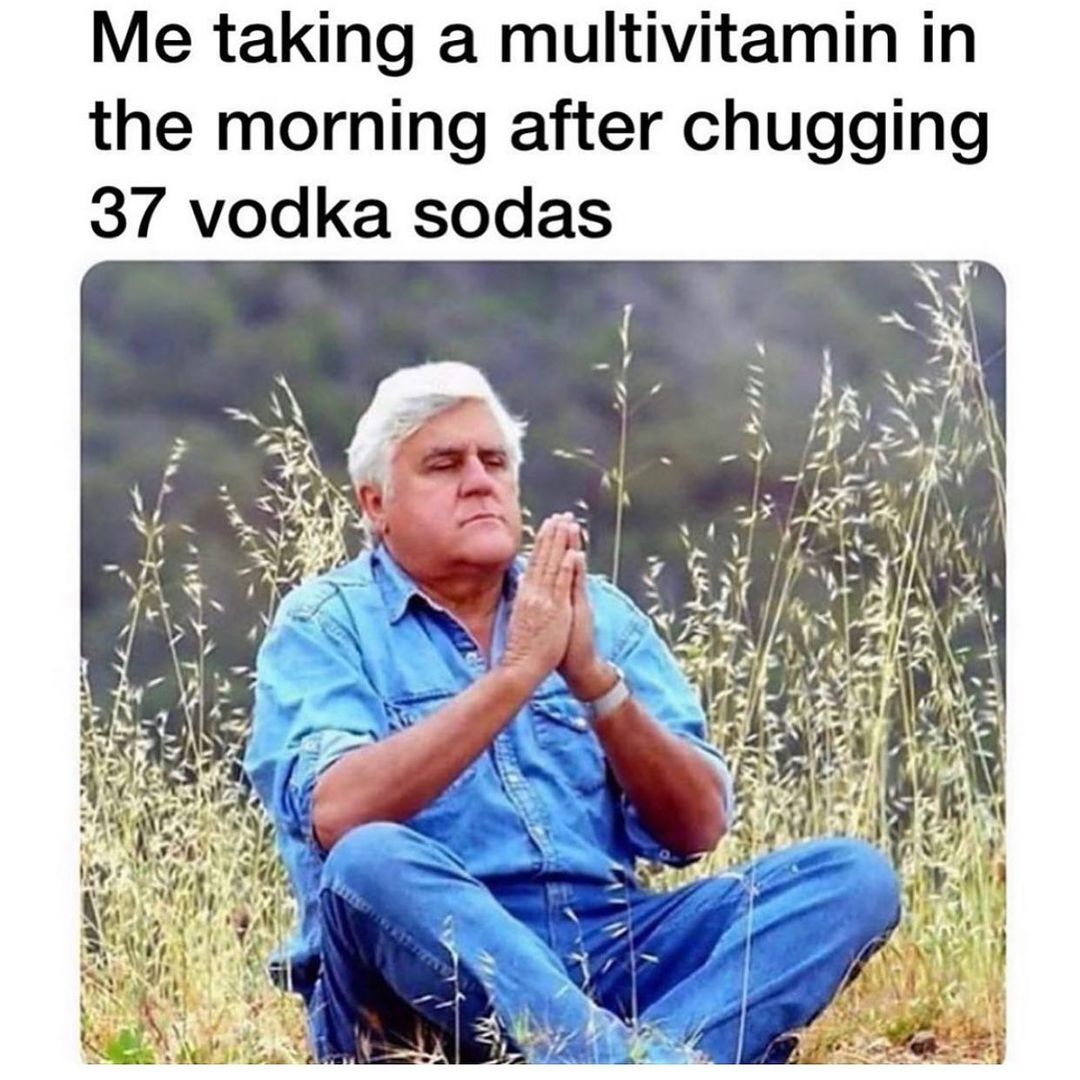 Me taking a multivitamin in
the morning after chugging
37 vodka sodas